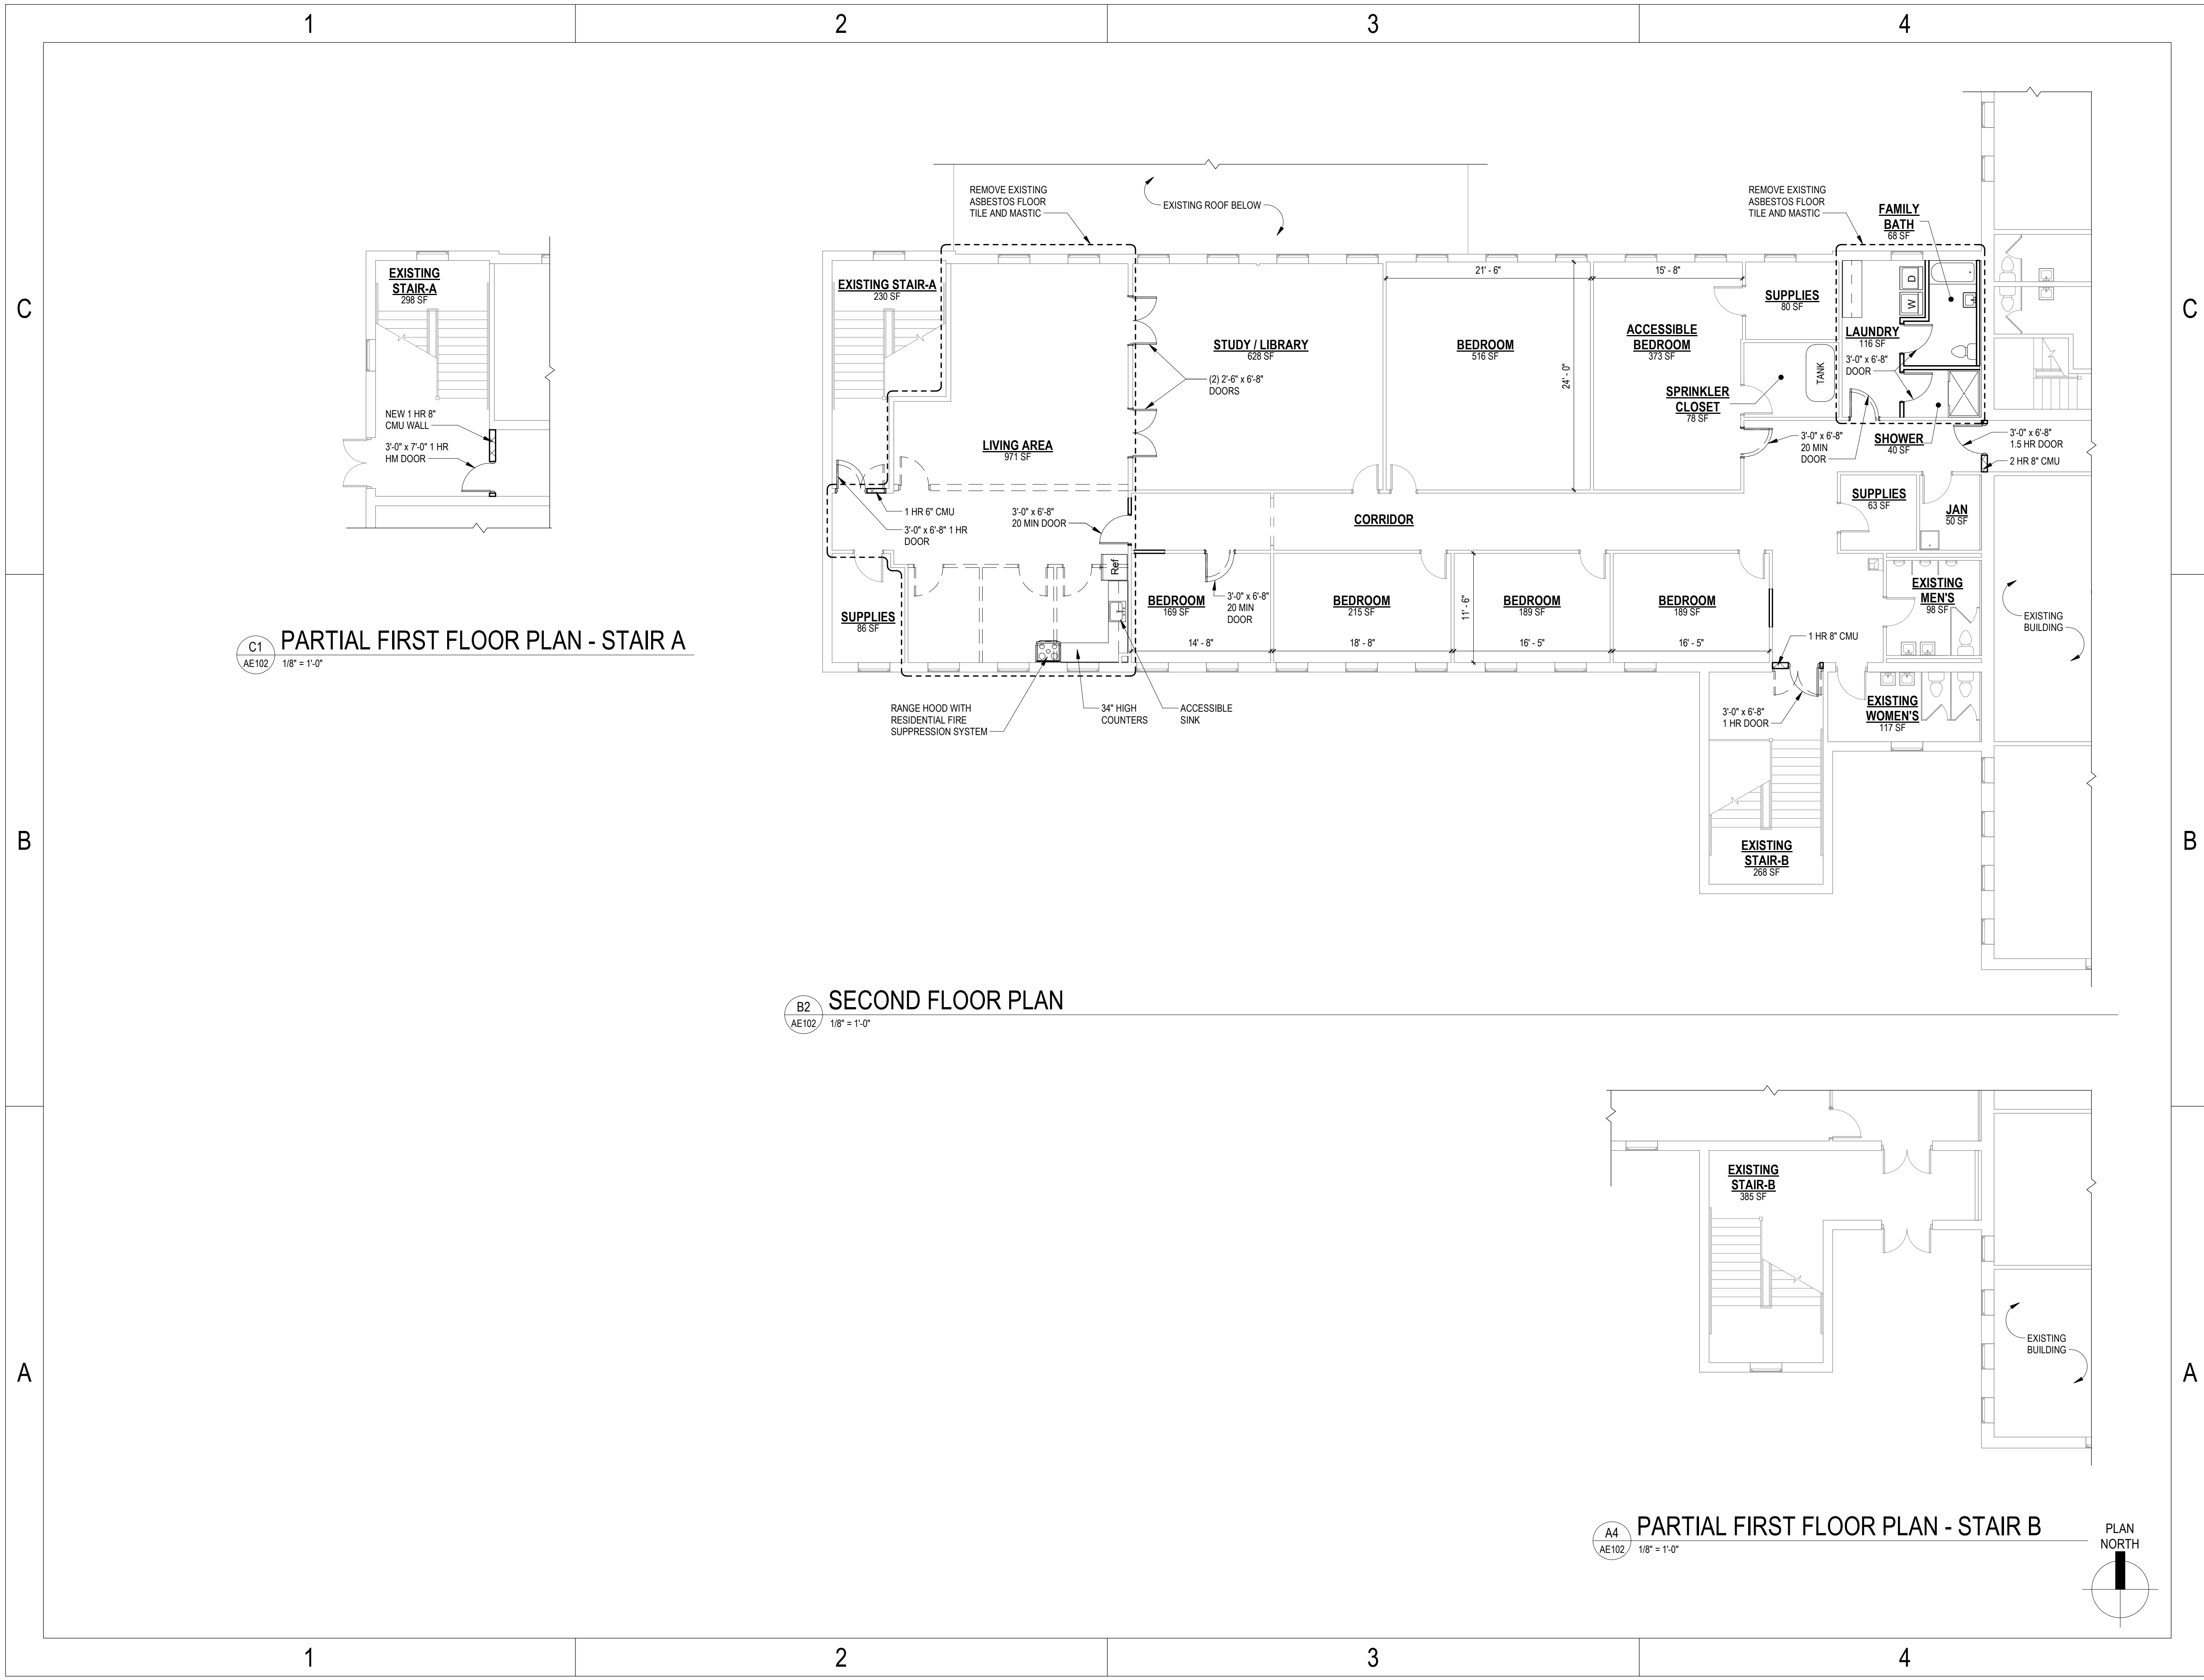 1
2
3
4
C
C
B
B
A
A
EXISTING
STAIR-A
298 SF
NEW 1 HR 8"
CMU WALL
3'-0" x 7'-0" 1 HR
HM DOOR
C1
AE102
PARTIAL FIRST FLOOR PLAN - STAIR A
1/8" = 1'-0"
REMOVE EXISTING
ASBESTOS FLOOR
TILE AND MASTIC
EXISTING ROOF BELOW
REMOVE EXISTING
ASBESTOS FLOOR
TILE AND MASTIC
FAMILY
BATH
68 SF
EXISTING STAIR-A
230 SF
21' - 6"
15' - 8"
SUPPLIES
80 SF
D
W
LAUNDRY
116 SF
3'-0" x 6'-8"
DOOR
STUDY / LIBRARY
628 SF
(2) 2'-6" x 6'-8"
DOORS
BEDROOM
516 SF
24' - 0"
ACCESSIBLE
BEDROOM
373 SF
TANK
SPRINKLER
CLOSET
78 SF
LIVING AREA
971 SF
3'-0" x 6'-8"
20 MIN
DOOR
SHOWER
40 SF
3'-0" x 6'-8"
1.5 HR DOOR
2 HR 8" CMU
1 HR 6" CMU
3'-0" x 6'-8" 1 HR
DOOR
3'-0" x 6'-8"
20 MIN DOOR
CORRIDOR
SUPPLIES
63 SF
JAN
50 SF
Ref
SUPPLIES
86 SF
BEDROOM
169 SF
3'-0" x 6'-8"
20 MIN
DOOR
14' - 8"
BEDROOM
215 SF
18' - 8"
11' - 6"
BEDROOM
189 SF
16' - 5"
BEDROOM
189 SF
16' - 5"
EXISTING
MEN'S
98 SF
EXISTING
BUILDING
1 HR 8" CMU
3'-0" x 6'-8"
1 HR DOOR
EXISTING
WOMEN'S
117 SF
RANGE HOOD WITH
RESIDENTIAL FIRE
SUPPRESSION SYSTEM
34" HIGH
COUNTERS
ACCESSIBLE
SINK
EXISTING
STAIR-B
268 SF
B2
AE102
SECOND FLOOR PLAN
1/8" = 1'-0"
EXISTING
STAIR-B
385 SF
EXISTING
BUILDING
A4
AE102
PARTIAL FIRST FLOOR PLAN - STAIR B
1/8" = 1'-0"
PLAN
NORTH
1
2
3
4